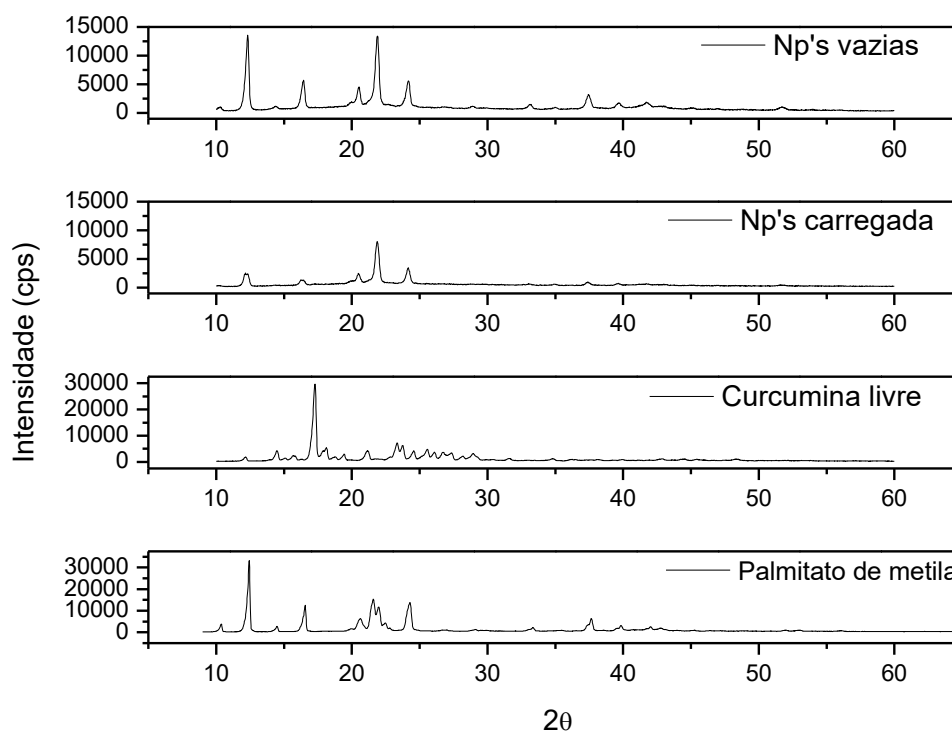 Intensidade (cps)
15000
10000
5000
0
Np's vazias
10 20 30 40 50 60
15000
10000
5000
0
Np's carregada
10 20 30 40 50 60
30000
20000
10000
0
Curcumina livre
10 20 30 40 50 60
30000
20000
10000
0
Palmitato de metila
10 20 30 40 50 60
2θ